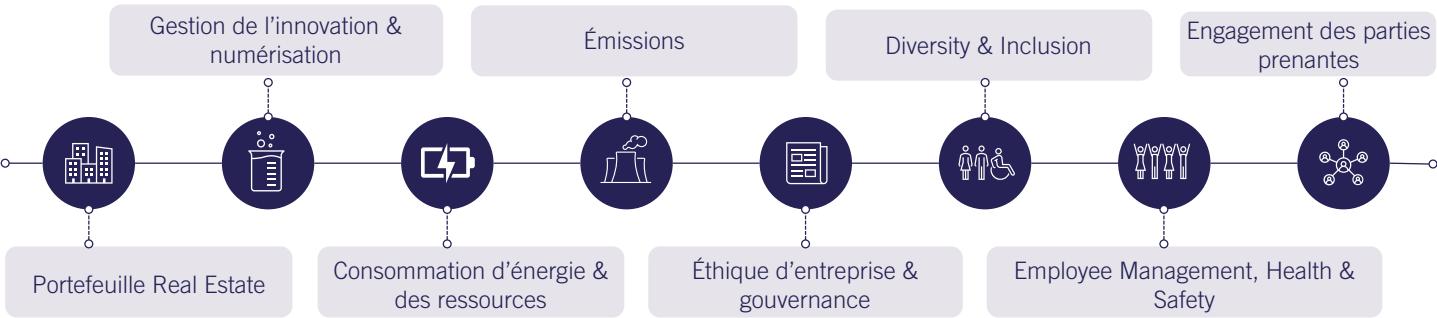 Gestion de l'innovation &
numérisation
Émissions
Diversity & Inclusion
Engagement des parties
prenantes
Portefeuille Real Estate
Consommation d'énergie &
des ressources
Éthique d'entreprise &
gouvernance
Employee Management, Health &
Safety